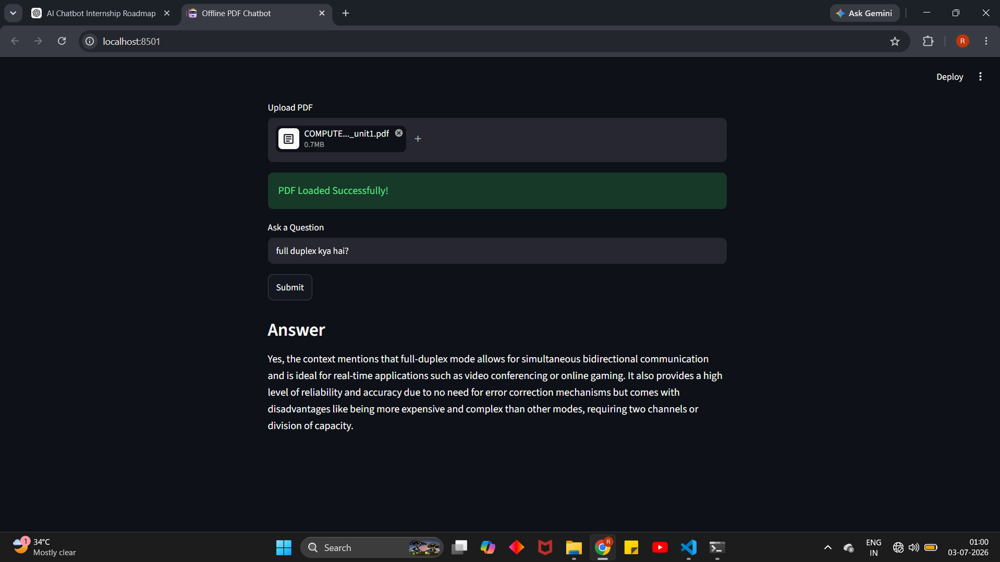 AI Chatbot Internship Roadmap
Offline PDF Chatbot
Ask Gemini
localhost:8501
R
Deploy
Upload PDF
COMPUTE..._unit1.pdf
0.7MB
PDF Loaded Successfully!
Ask a Question
full duplex kya hai?
Submit
Answer
Yes, the context mentions that full-duplex mode allows for simultaneous bidirectional communication
and is ideal for real-time applications such as video conferencing or online gaming. It also provides a high
level of reliability and accuracy due to no need for error correction mechanisms but comes with
disadvantages like being more expensive and complex than other modes, requiring two channels or
division of capacity.
1
34°C
Mostly clear
Search
R
ENG
IN
01:00
03-07-2026